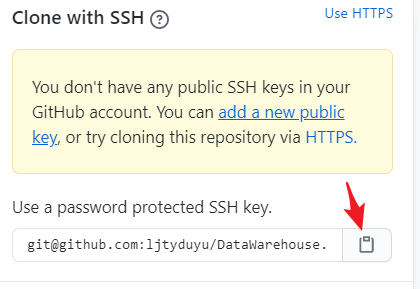 Clone with SSH ?
Use HTTPS
You don't have any public SSH keys in your
GitHub account. You can add a new public
key, or try cloning this repository via HTTPS.
Use a password protected SSH key.
git@github.com:ljtyduyu/DataWarehouse.